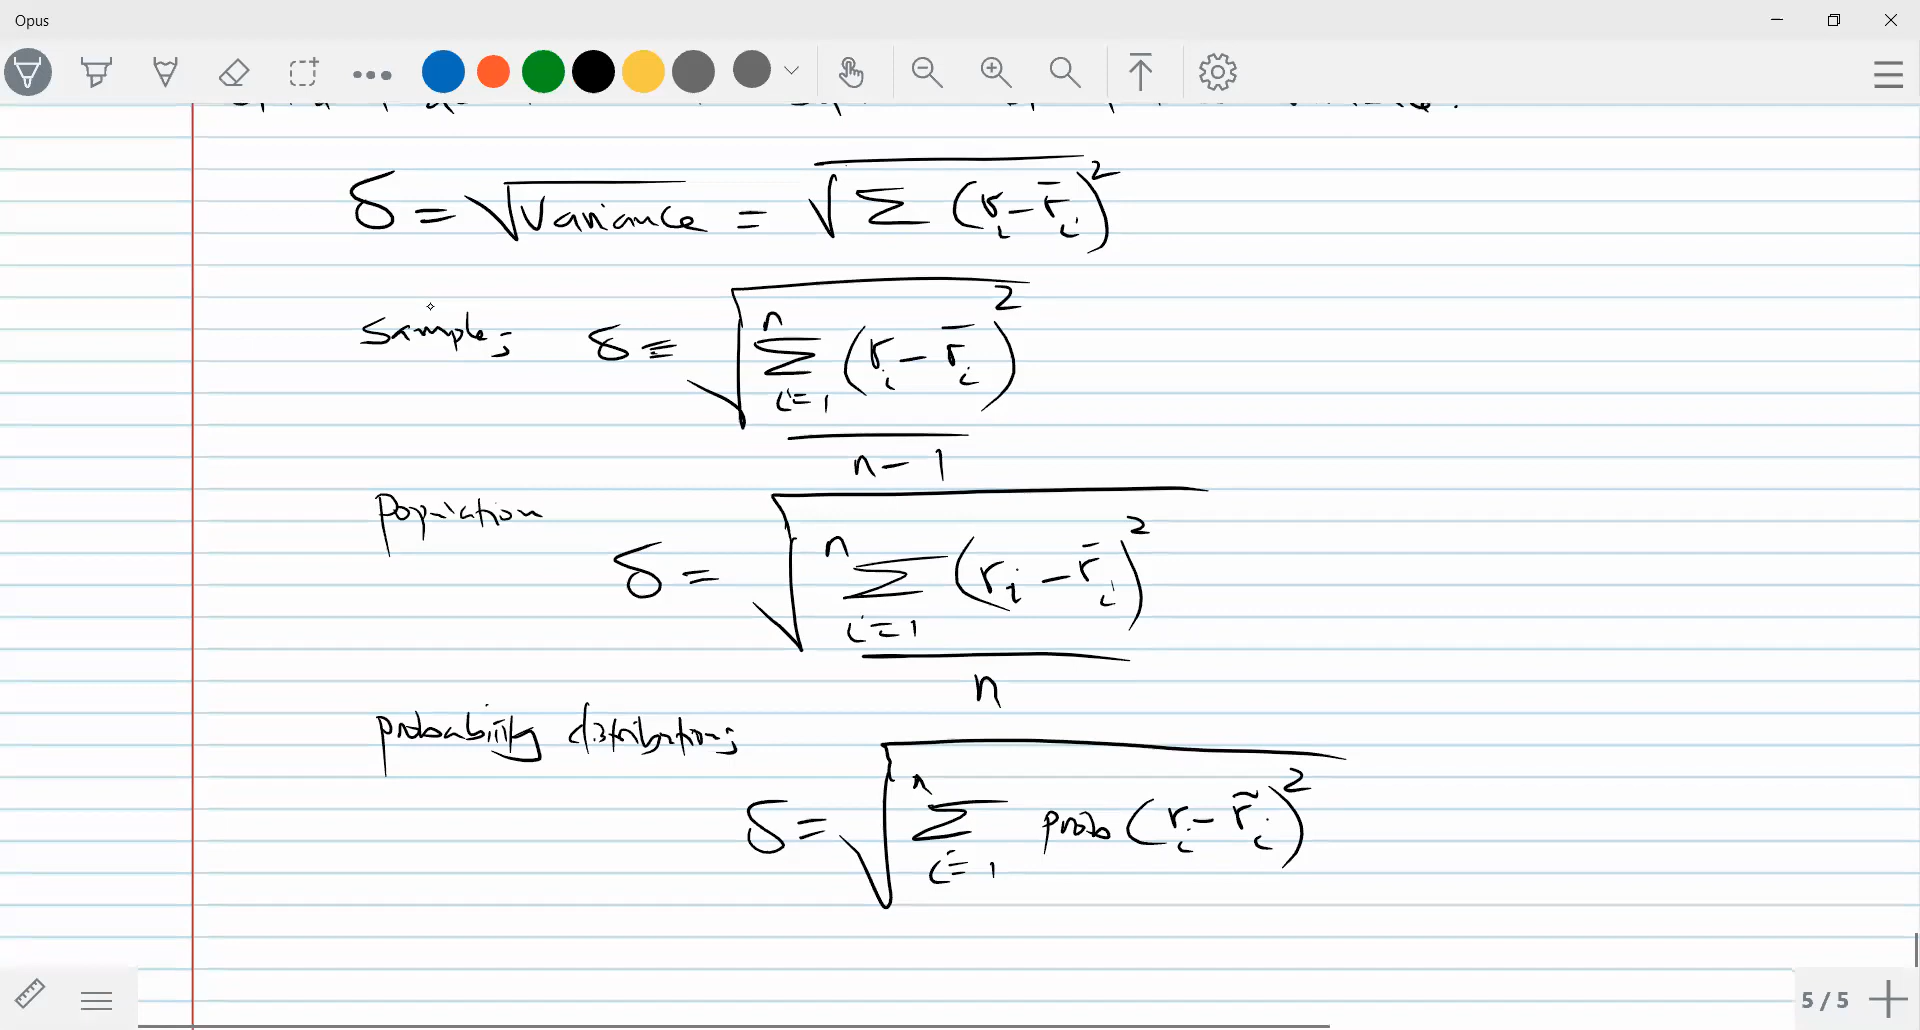 Opus
δ = √variance = √Σ (r_i - r̄_i)²
Sample; δ = √Σ_{i=1}^{n} (r_i - r̄_i)²
n - 1
Population
δ = √Σ_{i=1}^{n} (r_i - r̄_i)²
n
probability distribution;
δ = √Σ_{i=1}^{n} prob (r_i - r̄_i)²
5 / 5